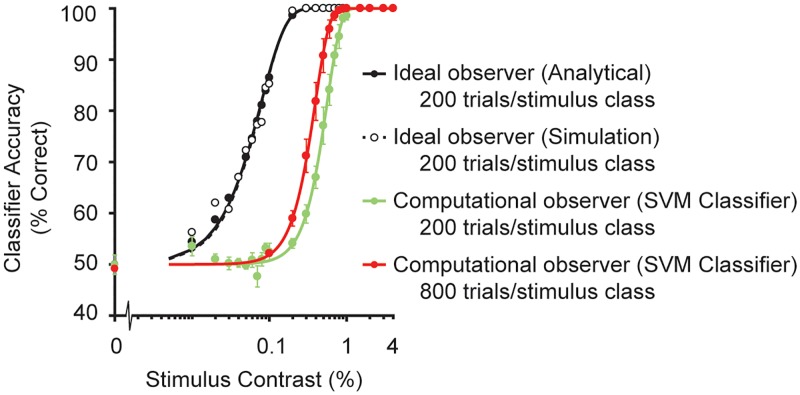 100
90
80
70
60
50
40
Classifier Accuracy
(% Correct)
0
0.1
1
4
Stimulus Contrast (%)
Ideal observer (Analytical)
200 trials/stimulus class
Ideal observer (Simulation)
200 trials/stimulus class
Computational observer (SVM Classifier)
200 trials/stimulus class
Computational observer (SVM Classifier)
800 trials/stimulus class